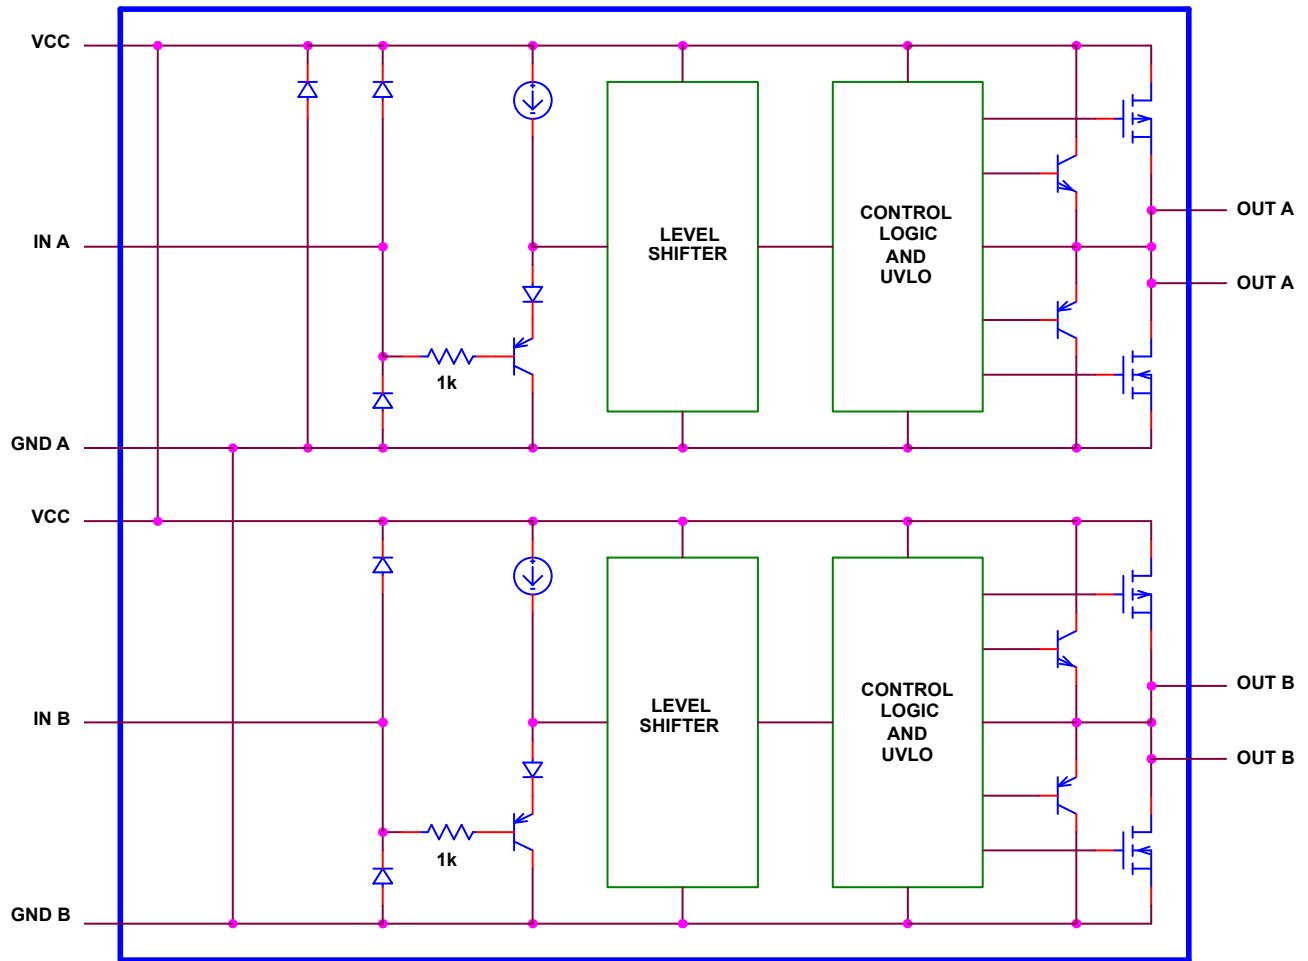 VCC
OUT A
IN A
LEVEL
SHIFTER
CONTROL
LOGIC
AND
UVLO
OUT A
1k
GND A
VCC
OUT B
IN B
LEVEL
SHIFTER
CONTROL
LOGIC
AND
UVLO
OUT B
1k
GND B